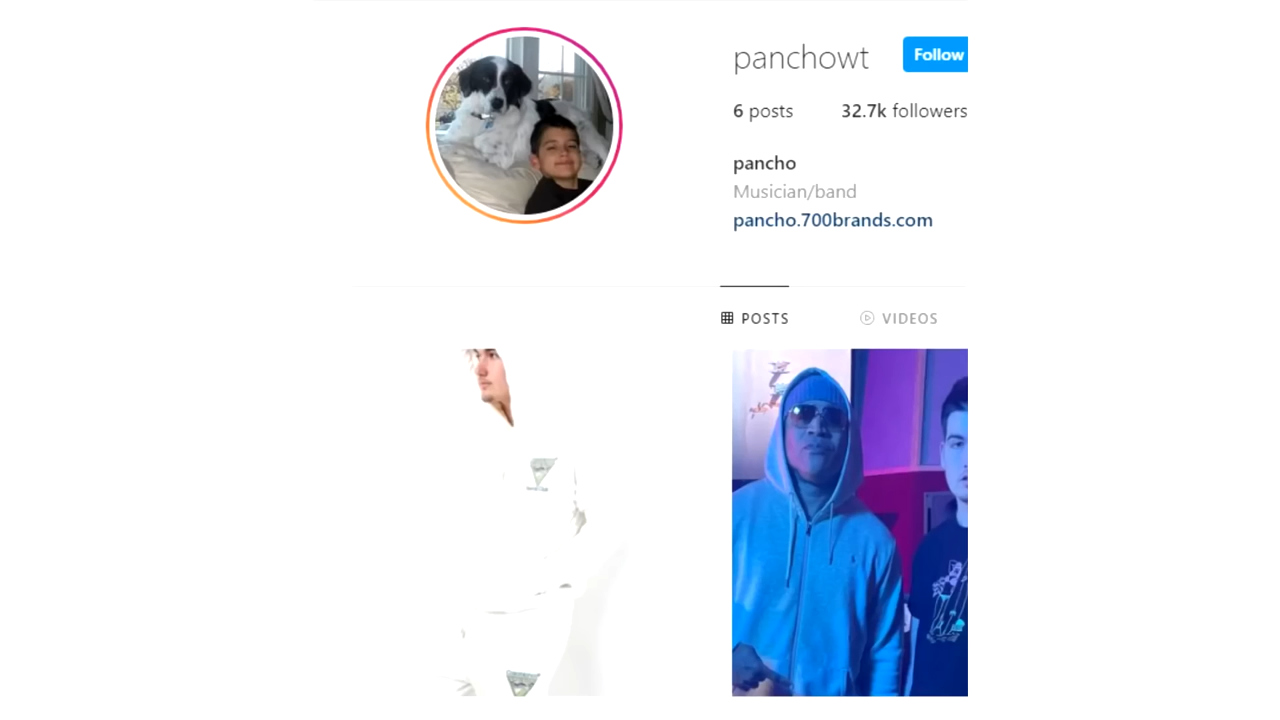 panchowt Follow
6 posts 32.7k followers
pancho
Musician/band
pancho.700brands.com
POSTS VIDEOS